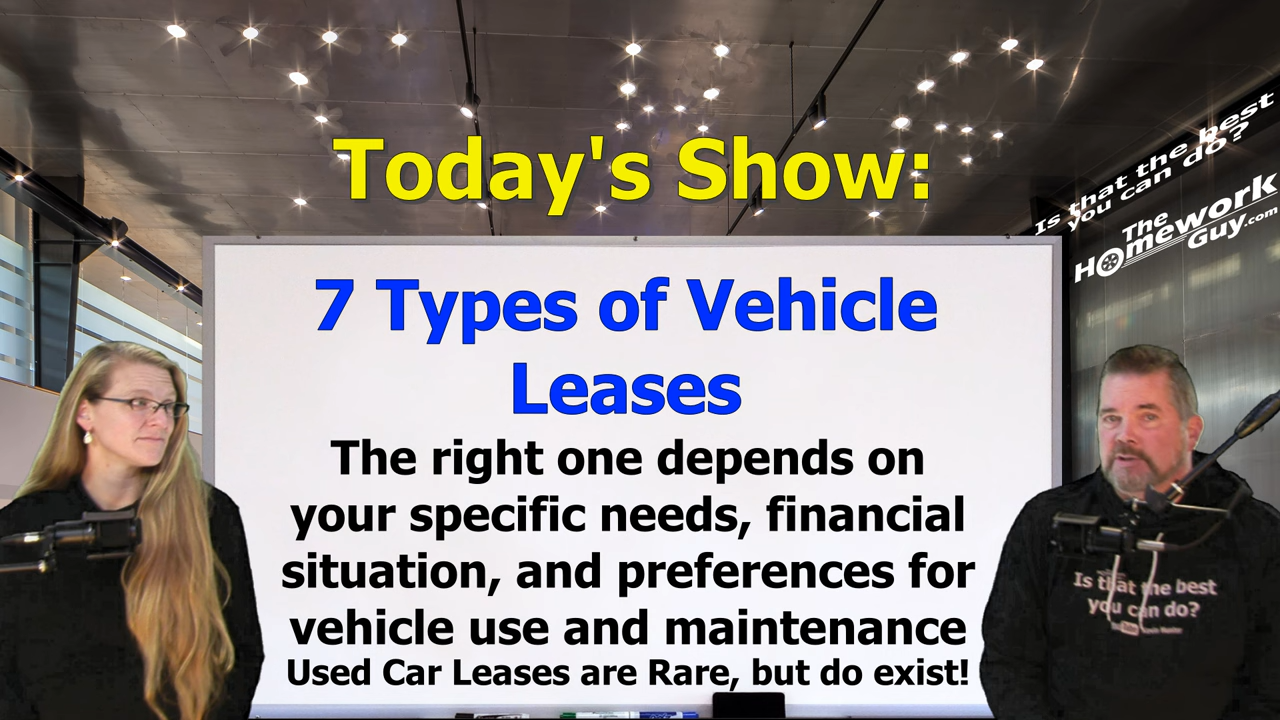 Today's Show:
7 Types of Vehicle
Leases
The right one depends on
your specific needs, financial
situation, and preferences for
vehicle use and maintenance
Used Car Leases are Rare, but do exist!
Is that the best
you can do?
The
Homework
Guy.com
Is that the best
you can do?